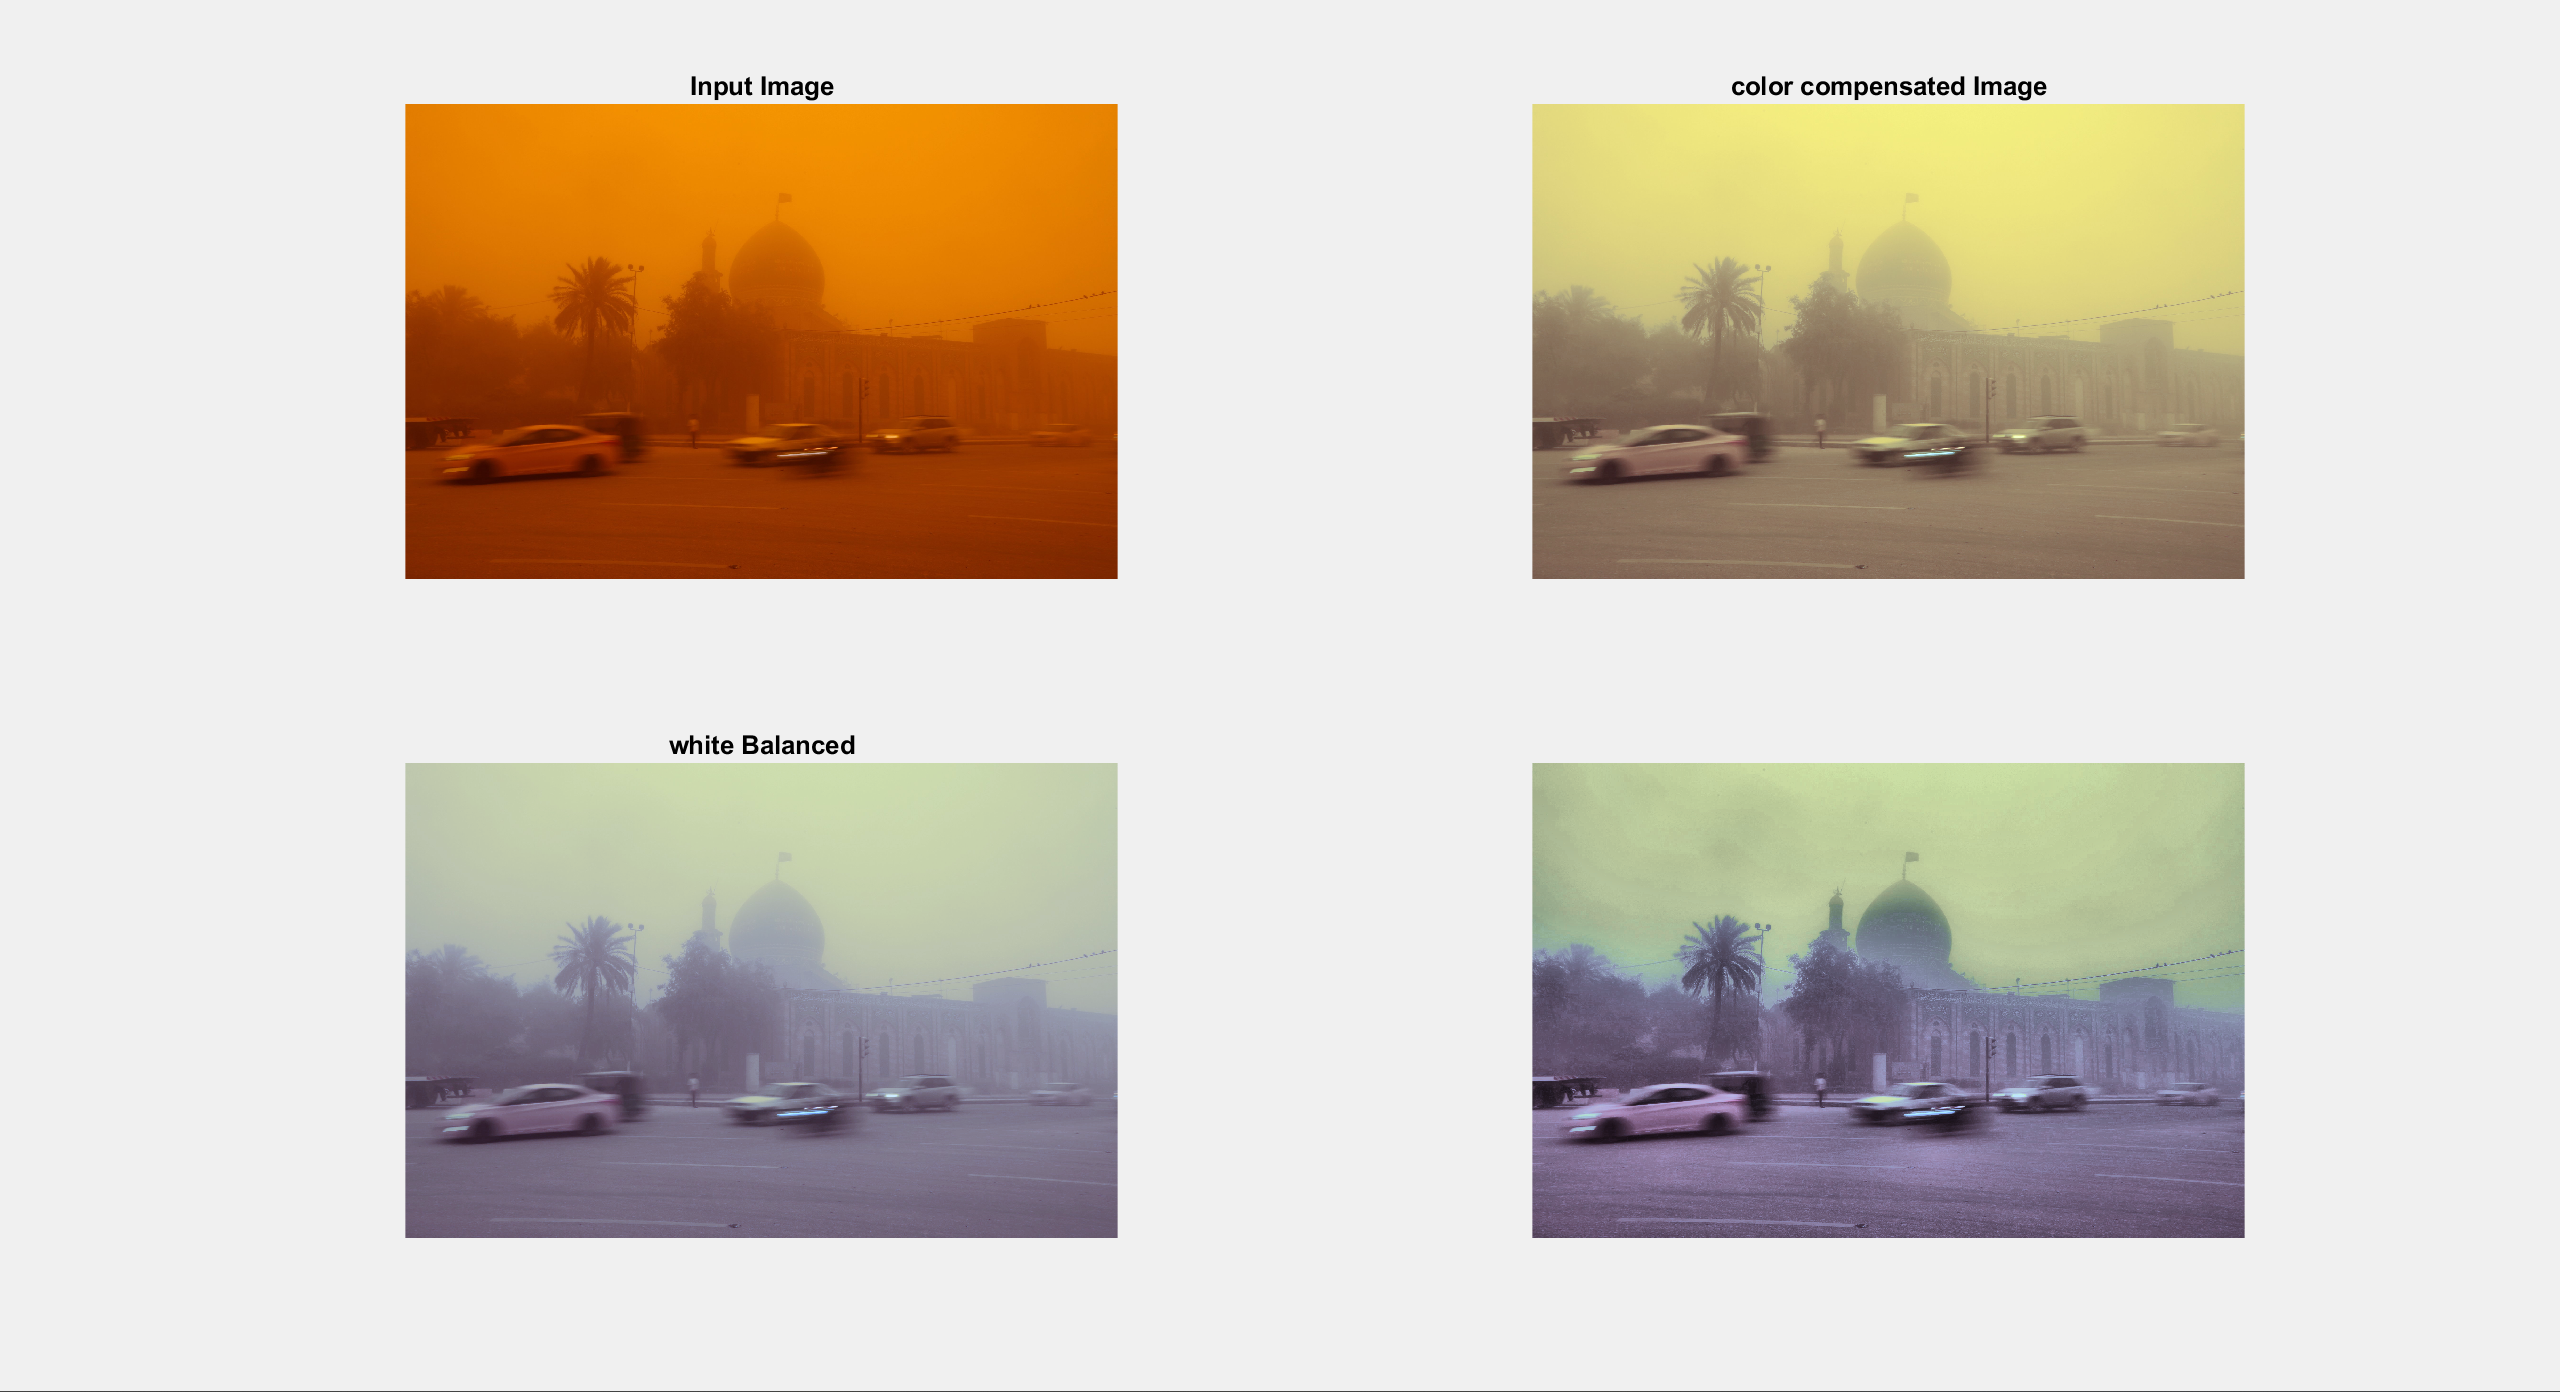 Input Image
color compensated Image
white Balanced